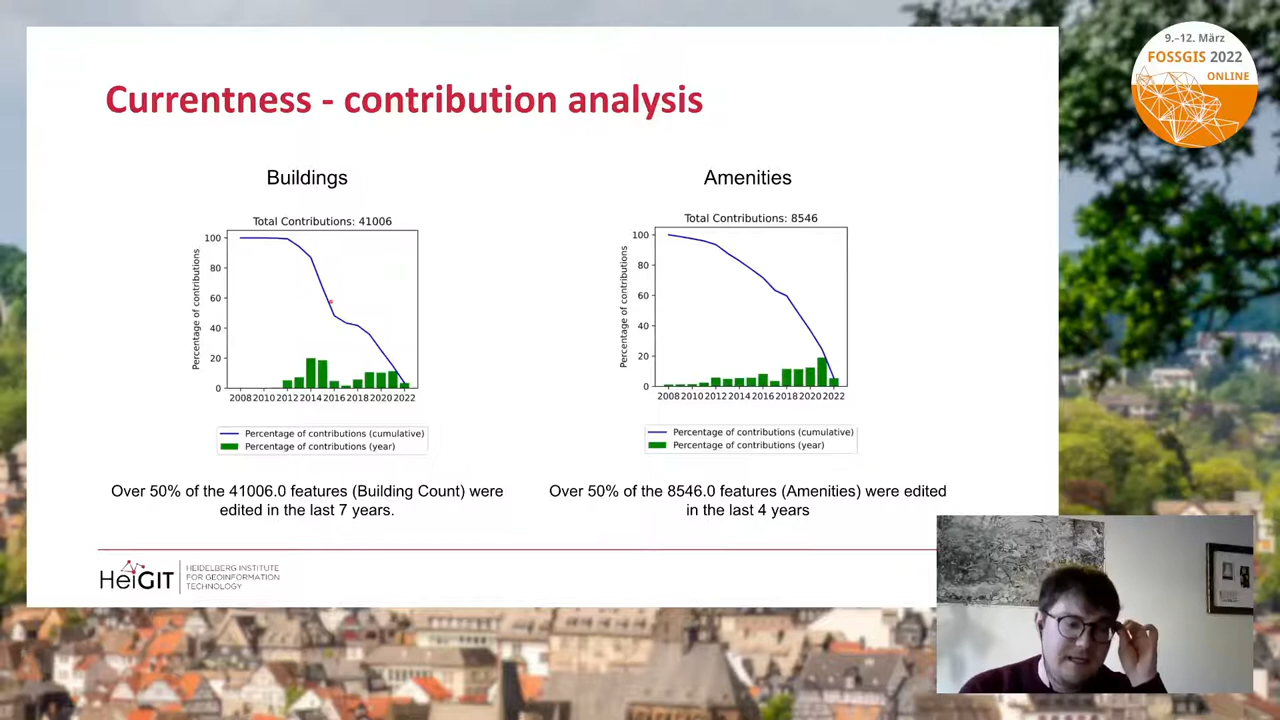 9.–12. März
FOSSGIS 2022
ONLINE
Currentness - contribution analysis
Buildings
Total Contributions: 41006
Percentage of contributions
100
80
60
40
20
0
2008 2010 2012 2014 2016 2018 2020 2022
Percentage of contributions (cumulative)
Percentage of contributions (year)
Over 50% of the 41006.0 features (Building Count) were
edited in the last 7 years.
Amenities
Total Contributions: 8546
Percentage of contributions
100
80
60
40
20
0
2008 2010 2012 2014 2016 2018 2020 2022
Percentage of contributions (cumulative)
Percentage of contributions (year)
Over 50% of the 8546.0 features (Amenities) were edited
in the last 4 years
HeiGIT
HEIDELBERG INSTITUTE
FOR GEOINFORMATION
TECHNOLOGY